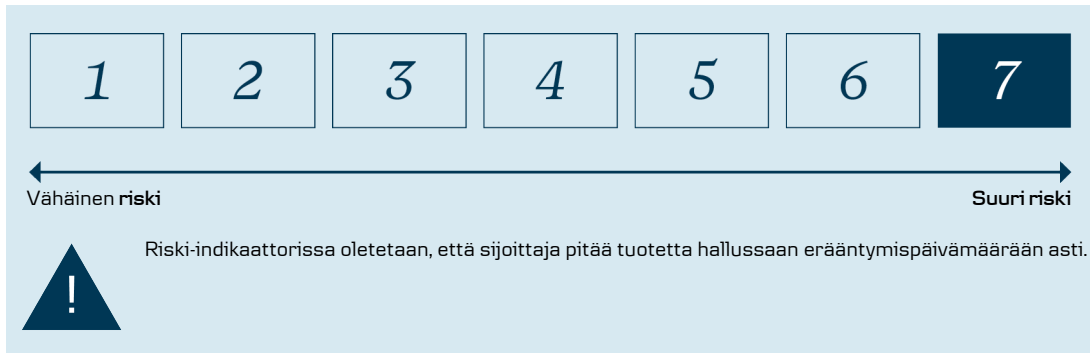 1 2 3 4 5 6 7
Vähäinen riski Suuri riski
Riski-indikaattorissa oletetaan, että sijoittaja pitää tuotetta hallussaan erääntymispäivämäärään asti.
!